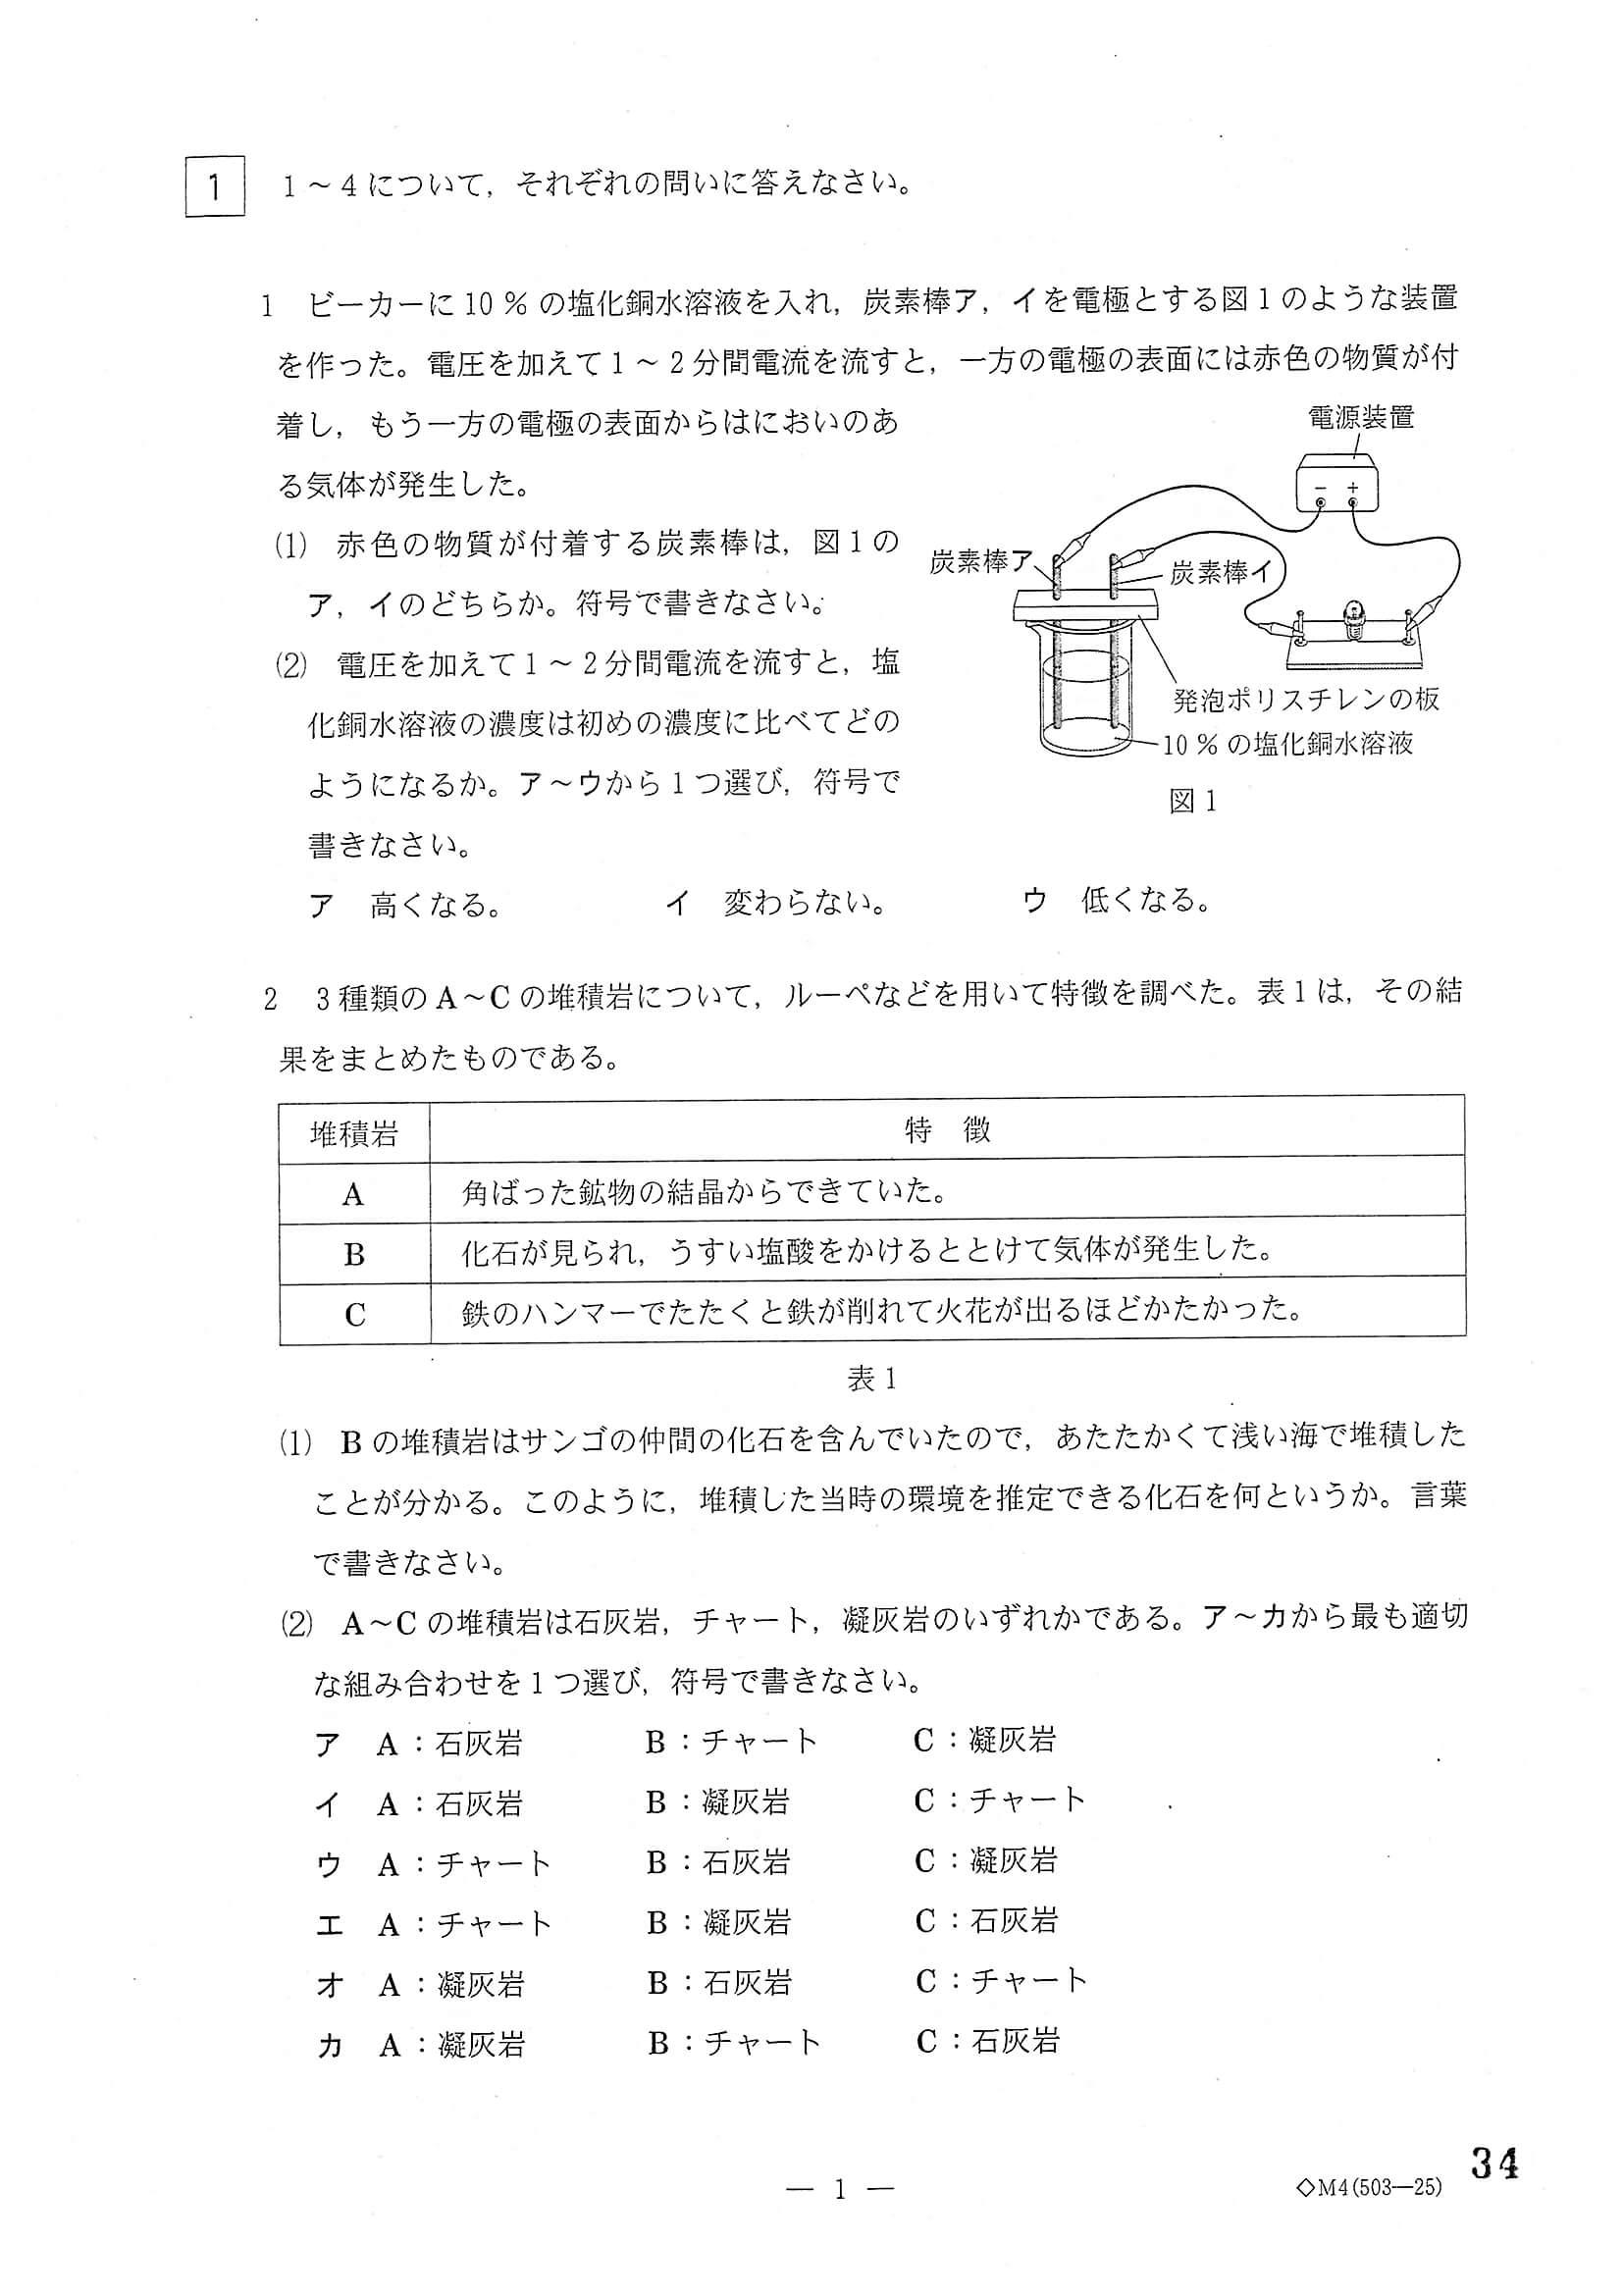 1 1～4について，それぞれの問いに答えなさい。
1 ビーカーに10％の塩化銅水溶液を入れ，炭素棒ア，イを電極とする図1のような装置
を作った。電圧を加えて1～2分間電流を流すと，一方の電極の表面には赤色の物質が付
着し，もう一方の電極の表面からはにおいのあ
る気体が発生した。
(1) 赤色の物質が付着する炭素棒は，図1の
ア，イのどちらか。符号で書きなさい。
(2) 電圧を加えて1～2分間電流を流すと，塩
化銅水溶液の濃度は初めの濃度に比べてどの
ようになるか。ア～ウから1つ選び，符号で
書きなさい。
電源装置
－ ＋
炭素棒ア
炭素棒イ
発泡ポリスチレンの板
10％の塩化銅水溶液
図1
ア 高くなる。 イ 変わらない。 ウ 低くなる。
2 3種類のA～Cの堆積岩について，ルーペなどを用いて特徴を調べた。表1は，その結
果をまとめたものである。
堆積岩 特 徴
A 角ばった鉱物の結晶からできていた。
B 化石が見られ，うすい塩酸をかけるととけて気体が発生した。
C 鉄のハンマーでたたくと鉄が削れて火花が出るほどかたかった。
表1
(1) Bの堆積岩はサンゴの仲間の化石を含んでいたので，あたたかくて浅い海で堆積した
ことが分かる。このように，堆積した当時の環境を推定できる化石を何というか。言葉
で書きなさい。
(2) A～Cの堆積岩は石灰岩，チャート，凝灰岩のいずれかである。ア～カから最も適切
な組み合わせを1つ選び，符号で書きなさい。
ア A：石灰岩 B：チャート C：凝灰岩
イ A：石灰岩 B：凝灰岩 C：チャート
ウ A：チャート B：石灰岩 C：凝灰岩
エ A：チャート B：凝灰岩 C：石灰岩
オ A：凝灰岩 B：石灰岩 C：チャート
カ A：凝灰岩 B：チャート C：石灰岩
— 1 —
◇M4(503—25)
34